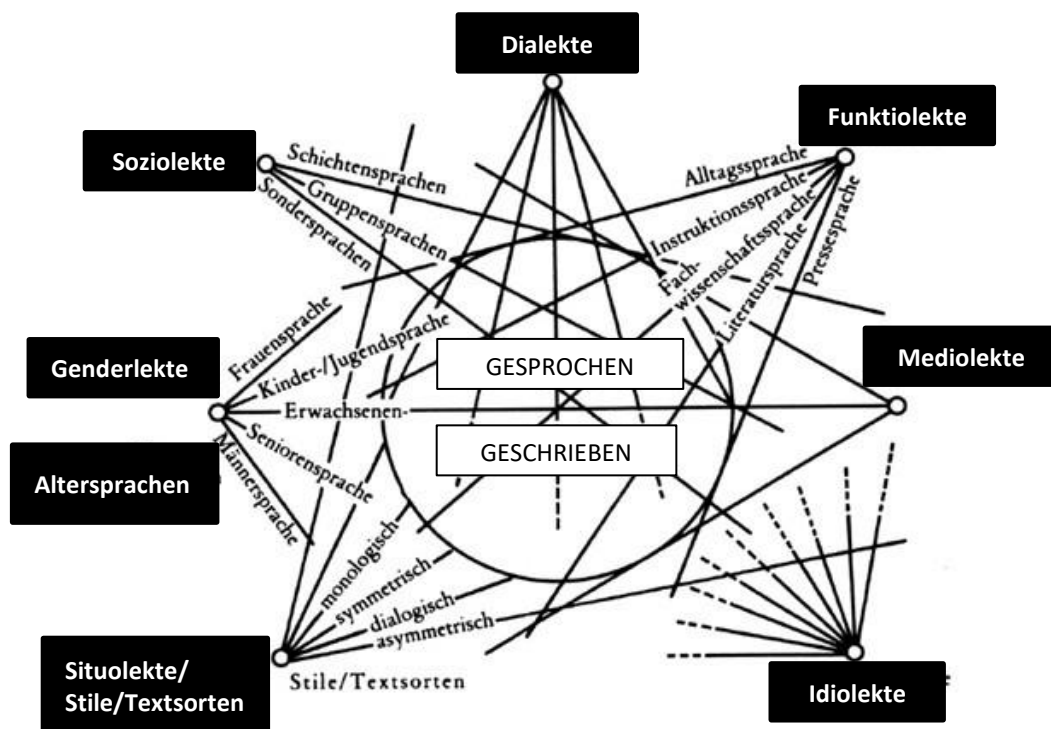 Dialekte
Funktiolekte
Soziolekte
Schichtensprachen
Gruppensprachen
Sondersprachen
Alltagssprache
Instruktionssprache
Fach-
wissenschaftssprache
Literatursprache
Pressesprache
Genderlekte
Altersprachen
Frauensprache
Kinder-/Jugendsprache
Erwachsenen-
Seniorensprache
Männersprache
GESPROCHEN
GESCHRIEBEN
Mediolekte
monologisch
symmetrisch
dialogisch
asymmetrisch
Situolekte/
Stile/Textsorten
Stile/Textsorten
Idiolekte